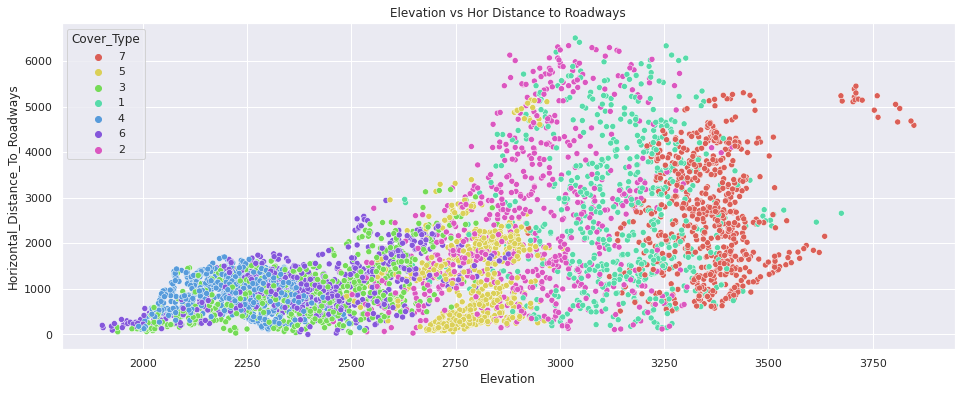 Elevation vs Hor Distance to Roadways
Cover_Type
7
5
3
1
4
6
2
Horizontal_Distance_To_Roadways
6000
5000
4000
3000
2000
1000
0
2000 2250 2500 2750 3000 3250 3500 3750
Elevation